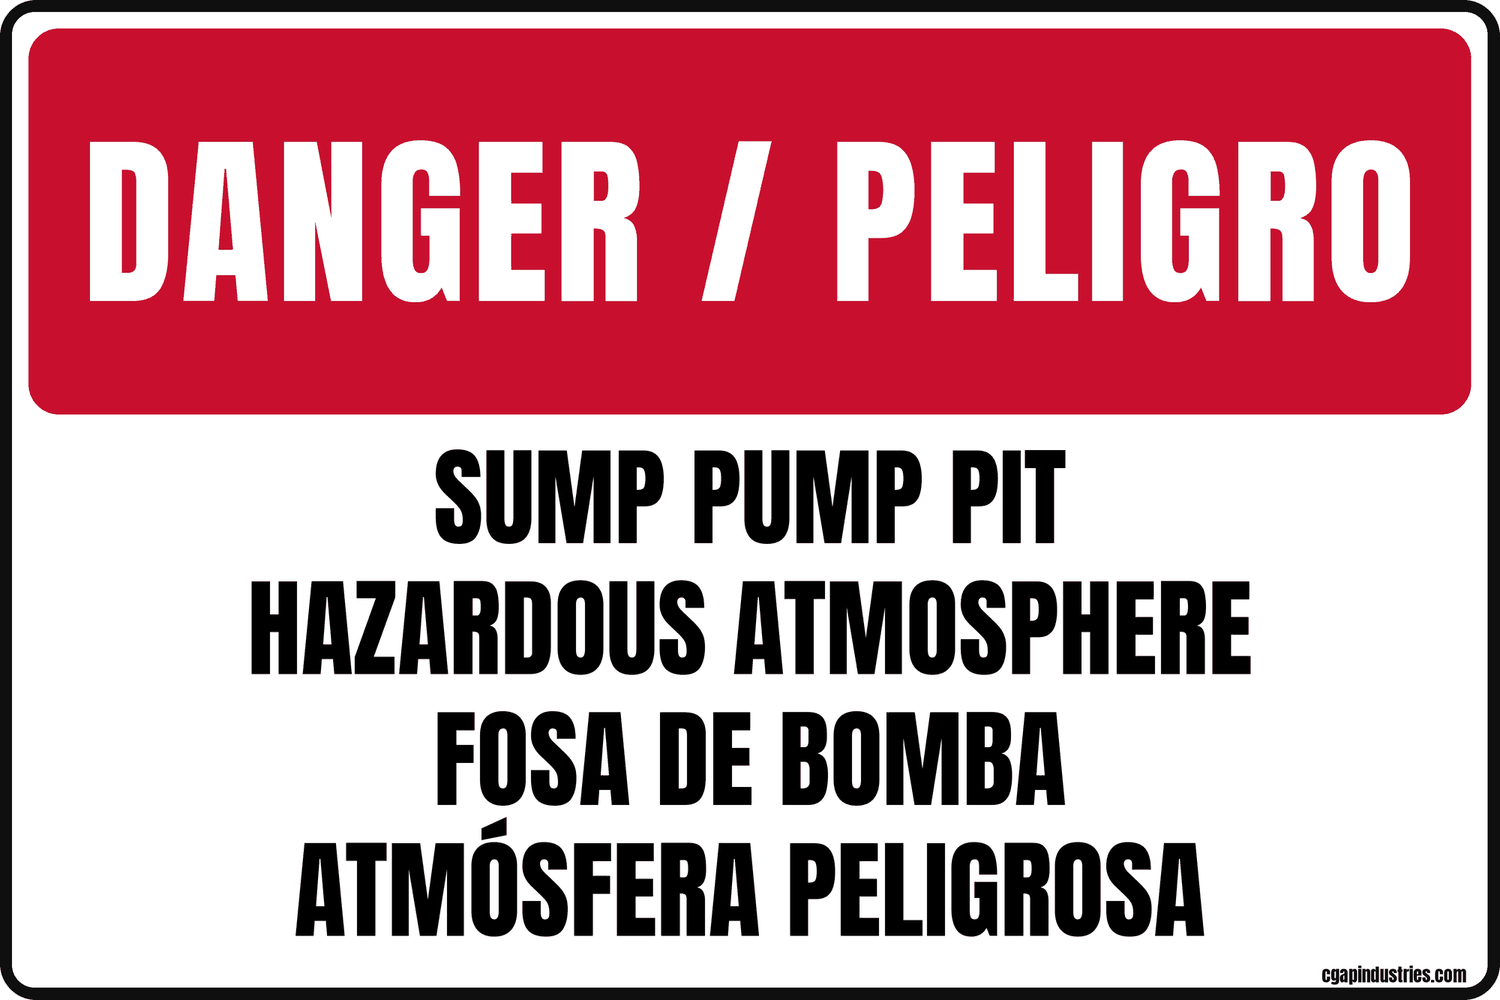 DANGER / PELIGRO
SUMP PUMP PIT
HAZARDOUS ATMOSPHERE
FOSA DE BOMBA
ATMÓSFERA PELIGROSA
cgapindustries.com